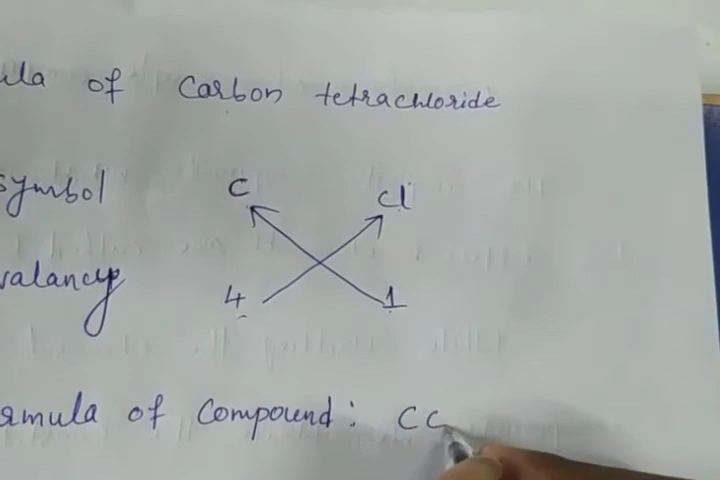 ula of Carbon tetrachloride
symbol C Cl
valancy 4 1
rmula of Compound: CC